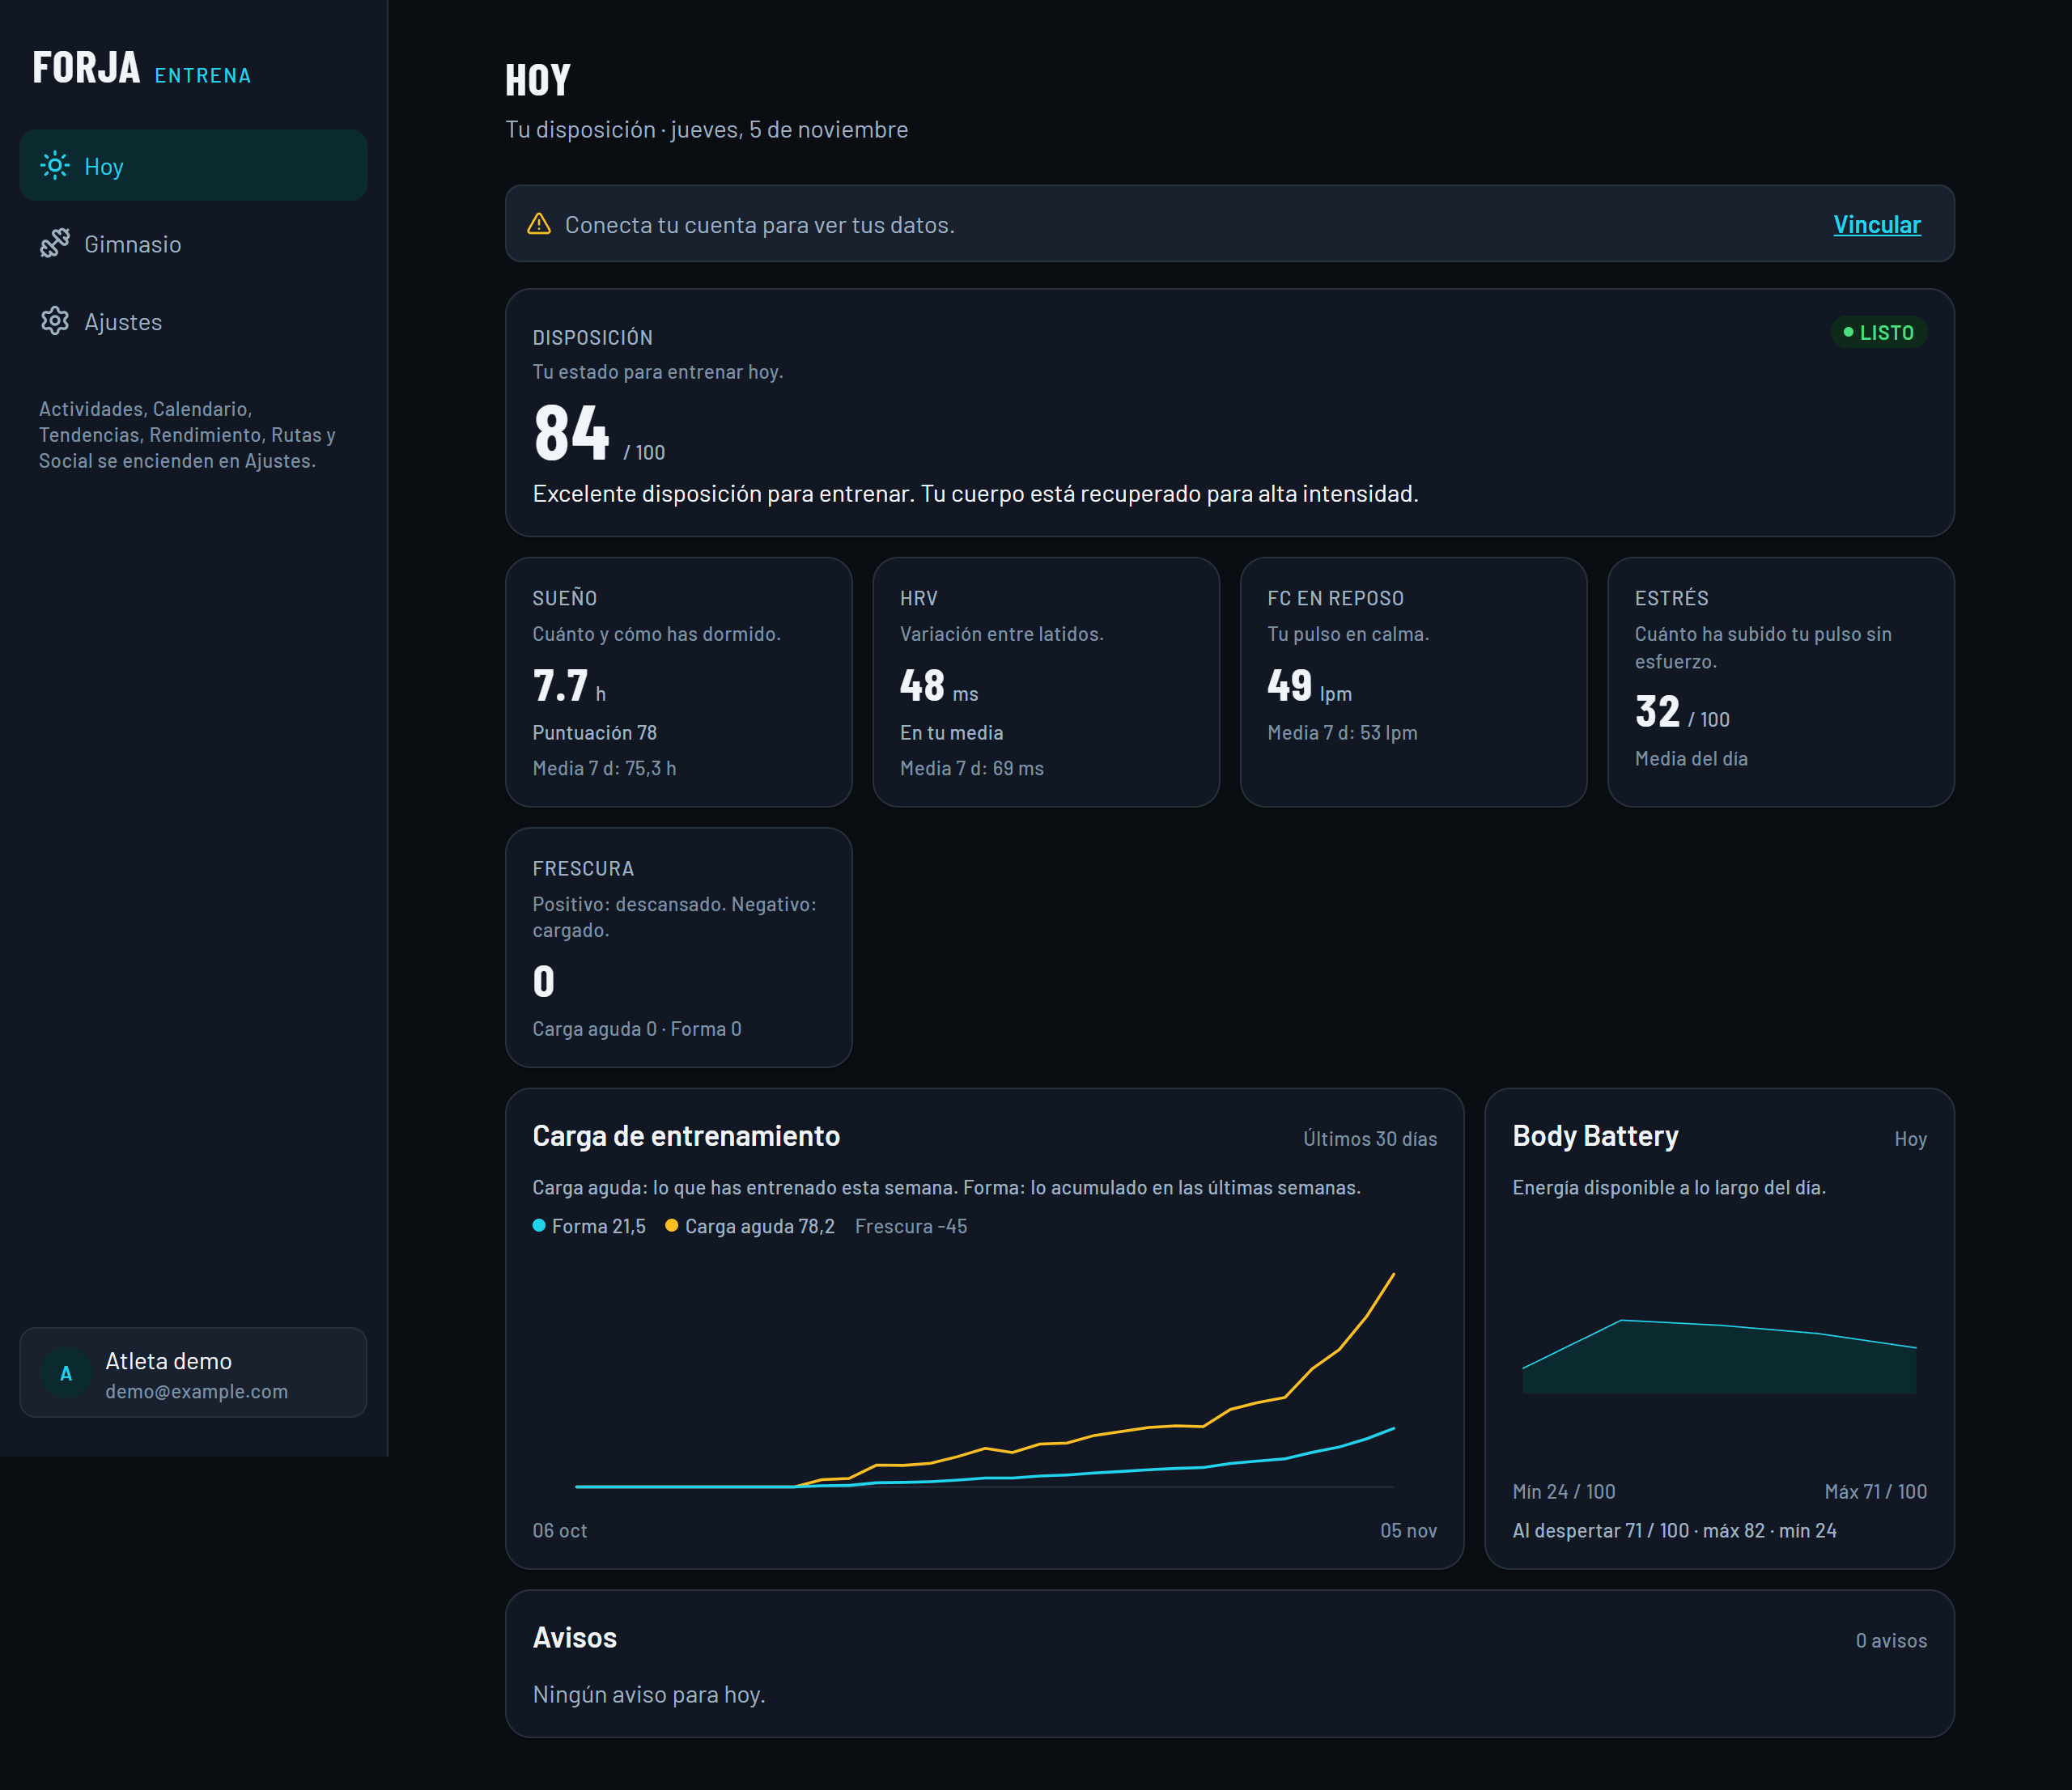 FORJA ENTRENA
Hoy
Gimnasio
Ajustes
Actividades, Calendario,
Tendencias, Rendimiento, Rutas y
Social se encienden en Ajustes.
A
Atleta demo
demo@example.com
HOY
Tu disposición · jueves, 5 de noviembre
Conecta tu cuenta para ver tus datos.
Vincular
DISPOSICIÓN
LISTO
Tu estado para entrenar hoy.
84 / 100
Excelente disposición para entrenar. Tu cuerpo está recuperado para alta intensidad.
SUEÑO
Cuánto y cómo has dormido.
7.7 h
Puntuación 78
Media 7 d: 75,3 h
HRV
Variación entre latidos.
48 ms
En tu media
Media 7 d: 69 ms
FC EN REPOSO
Tu pulso en calma.
49 lpm
Media 7 d: 53 lpm
ESTRÉS
Cuánto ha subido tu pulso sin
esfuerzo.
32 / 100
Media del día
FRESCURA
Positivo: descansado. Negativo:
cargado.
0
Carga aguda 0 · Forma 0
Carga de entrenamiento
Últimos 30 días
Carga aguda: lo que has entrenado esta semana. Forma: lo acumulado en las últimas semanas.
Forma 21,5 Carga aguda 78,2 Frescura -45
06 oct
05 nov
Body Battery
Hoy
Energía disponible a lo largo del día.
Mín 24 / 100
Máx 71 / 100
Al despertar 71 / 100 · máx 82 · mín 24
Avisos
0 avisos
Ningún aviso para hoy.